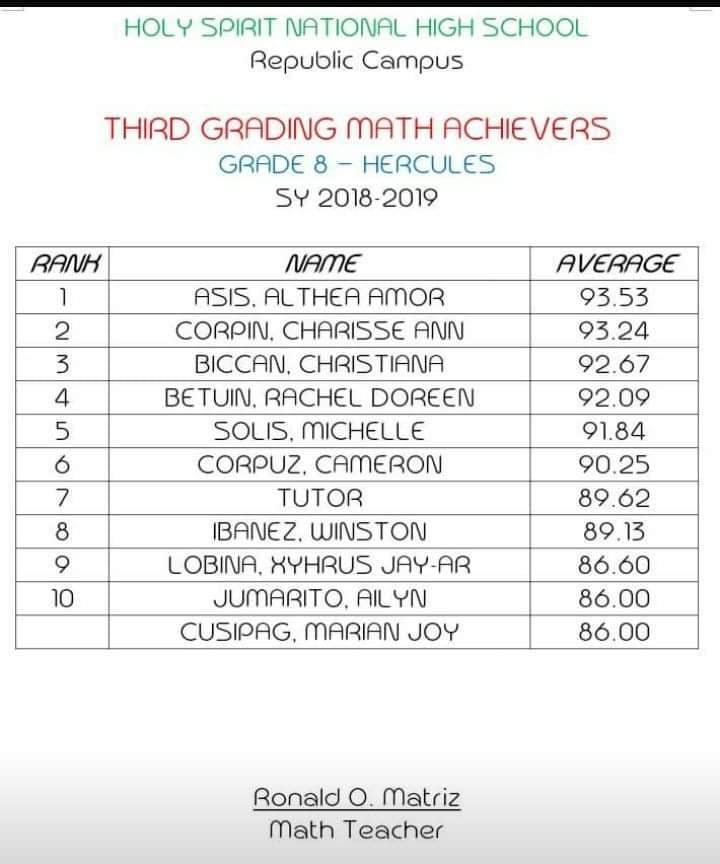 HOLY SPIRIT NATIONAL HIGH SCHOOL
Republic Campus
THIRD GRADING MATH ACHIEVERS
GRADE 8 – HERCULES
SY 2018-2019
RANK NAME AVERAGE
1 ASIS, ALTHEA AMOR 93.53
2 CORPIN, CHARISSE ANN 93.24
3 BICCAN, CHRISTIANA 92.67
4 BETUIN, RACHEL DOREEN 92.09
5 SOLIS, MICHELLE 91.84
6 CORPUZ, CAMERON 90.25
7 TUTOR 89.62
8 IBANEZ, WINSTON 89.13
9 LOBINA, XYHRUS JAY-AR 86.60
10 JUMARITO, AILYN 86.00
CUSIPAG, MARIAN JOY 86.00
Ronald O. Matriz
Math Teacher